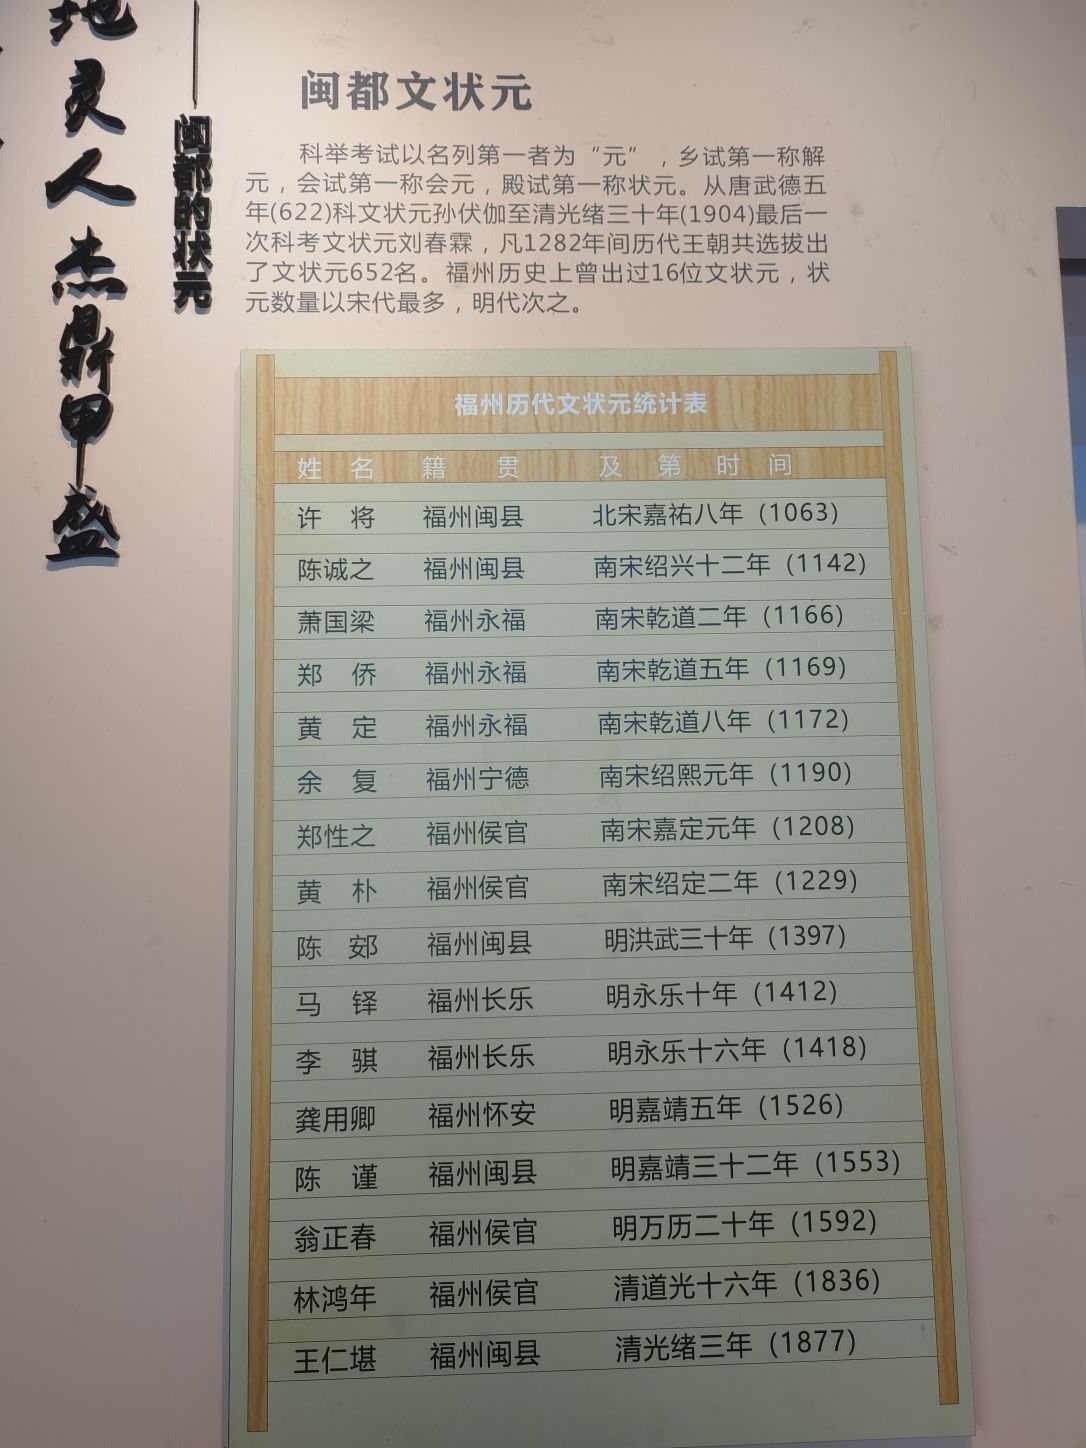 地灵人杰鼎甲盛
——闽都的状元
闽都文状元
科举考试以名列第一者为“元”，乡试第一称解
元，会试第一称会元，殿试第一称状元。从唐武德五
年(622)科文状元孙伏伽至清光绪三十年(1904)最后一
次科考文状元刘春霖，凡1282年间历代王朝共选拔出
了文状元652名。福州历史上曾出过16位文状元，状
元数量以宋代最多，明代次之。
福州历代文状元统计表
姓名 籍贯 及第时间
许将 福州闽县 北宋嘉祐八年 (1063)
陈诚之 福州闽县 南宋绍兴十二年 (1142)
萧国梁 福州永福 南宋乾道二年 (1166)
郑侨 福州永福 南宋乾道五年 (1169)
黄定 福州永福 南宋乾道八年 (1172)
余复 福州宁德 南宋绍熙元年 (1190)
郑性之 福州侯官 南宋嘉定元年 (1208)
黄朴 福州侯官 南宋绍定二年 (1229)
陈䢿 福州闽县 明洪武三十年 (1397)
马铎 福州长乐 明永乐十年 (1412)
李骐 福州长乐 明永乐十六年 (1418)
龚用卿 福州怀安 明嘉靖五年 (1526)
陈谨 福州闽县 明嘉靖三十二年 (1553)
翁正春 福州侯官 明万历二十年 (1592)
林鸿年 福州侯官 清道光十六年 (1836)
王仁堪 福州闽县 清光绪三年 (1877)